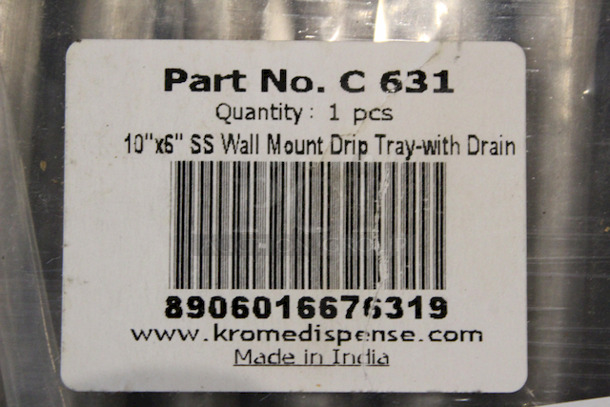 Part No. C 631
Quantity: 1 pcs
10"x6" SS Wall Mount Drip Tray-with Drain
8906016676319
www.kromedispense.com
Made in India